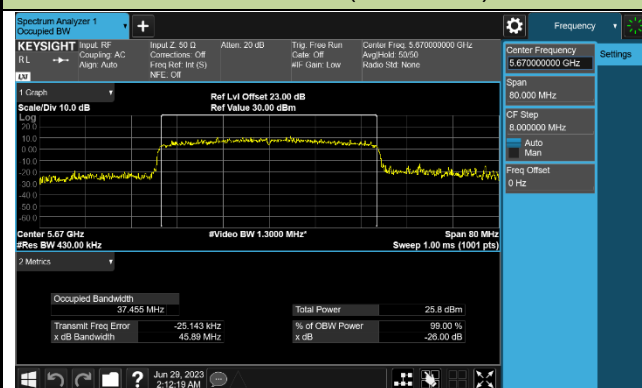 Spectrum Analyzer 1
Occupied BW
Frequency
KEYSIGHT
RL
LXI
Input: RF
Coupling: AC
Align: Auto
Input Z: 50 Ω
Corrections: Off
Freq Ref: Int (S)
NFE: Off
Atten: 20 dB
Trig: Free Run
Gate: Off
#IF Gain: Low
Center Freq: 5.670000000 GHz
Avg|Hold: 50/50
Radio Std: None
Center Frequency
5.670000000 GHz
Settings
Span
80.000 MHz
CF Step
8.000000 MHz
Auto
Man
Freq Offset
0 Hz
1 Graph
Scale/Div 10.0 dB
Ref Lvl Offset 23.00 dB
Ref Value 30.00 dBm
Log
20.0
10.0
0.00
-10.0
-20.0
-30.0
-40.0
-50.0
-60.0
Center 5.67 GHz
#Res BW 430.00 kHz
#Video BW 1.3000 MHz*
Span 80 MHz
Sweep 1.00 ms (1001 pts)
2 Metrics
Occupied Bandwidth
37.455 MHz
Total Power 25.8 dBm
Transmit Freq Error -25.143 kHz
% of OBW Power 99.00 %
x dB Bandwidth 45.89 MHz
x dB -26.00 dB
Jun 29, 2023
2:12:19 AM